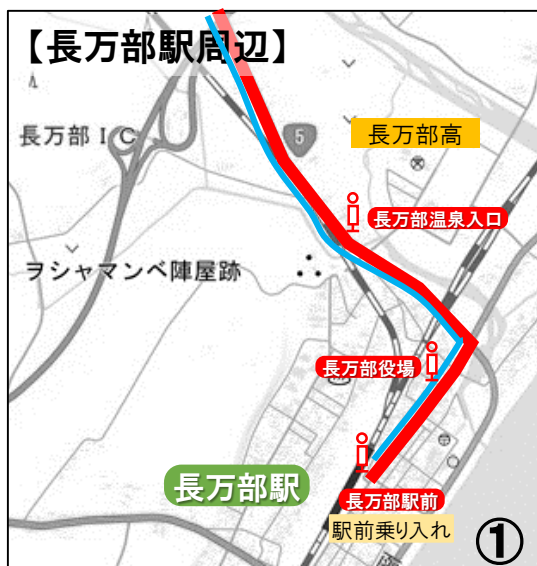 【長万部駅周辺】
長万部IC
5
長万部高
長万部温泉入口
ヲシャマンベ陣屋跡
長万部役場
長万部駅
長万部駅前
駅前乗り入れ
①